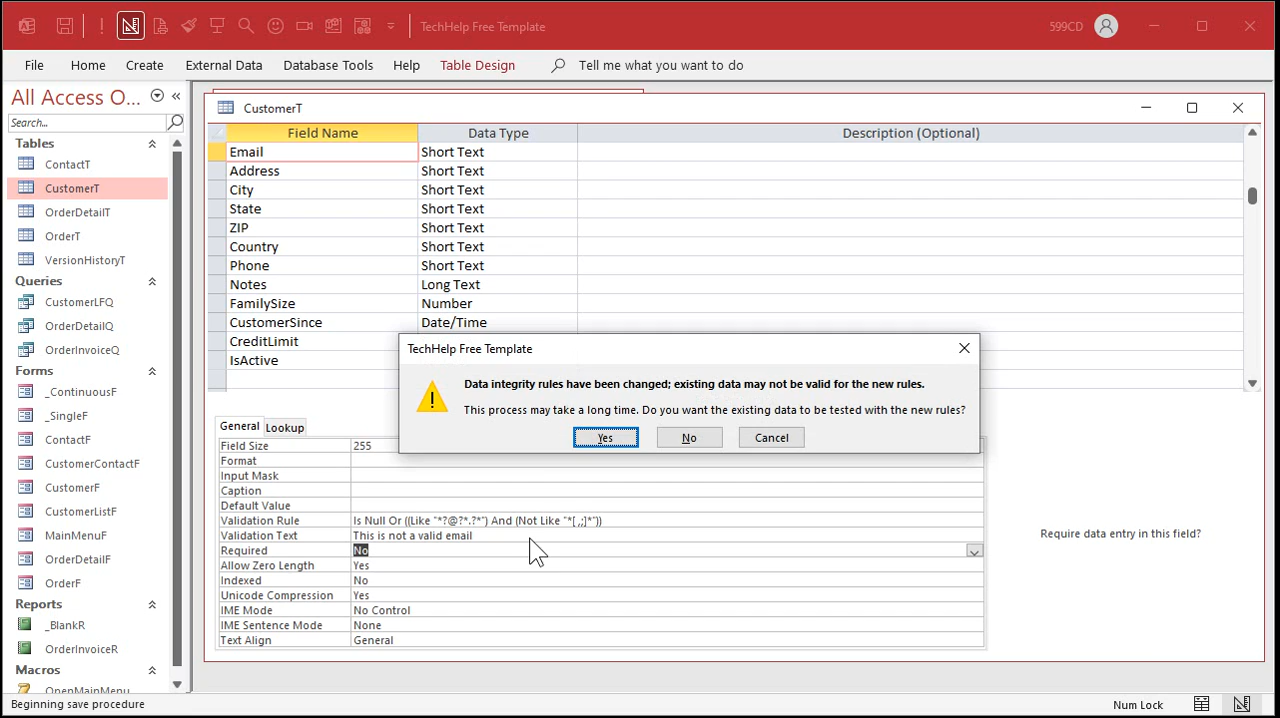 TechHelp Free Template
599CD
File Home Create External Data Database Tools Help Table Design Tell me what you want to do
All Access O...
Search...
Tables
ContactT
CustomerT
OrderDetailT
OrderT
VersionHistoryT
Queries
CustomerLFQ
OrderDetailQ
OrderInvoiceQ
Forms
_ContinuousF
_SingleF
ContactF
CustomerContactF
CustomerF
CustomerListF
MainMenuF
OrderDetailF
OrderF
Reports
_BlankR
OrderInvoiceR
Macros
OpenMainMenu
CustomerT
Field Name Data Type Description (Optional)
Email Short Text
Address Short Text
City Short Text
State Short Text
ZIP Short Text
Country Short Text
Phone Short Text
Notes Long Text
FamilySize Number
CustomerSince Date/Time
CreditLimit
IsActive
TechHelp Free Template
Data integrity rules have been changed; existing data may not be valid for the new rules.
This process may take a long time. Do you want the existing data to be tested with the new rules?
Yes No Cancel
General Lookup
Field Size 255
Format
Input Mask
Caption
Default Value
Validation Rule Is Null Or ((Like "*?@?*.?*") And (Not Like "*[ ,;]*"))
Validation Text This is not a valid email
Required No
Allow Zero Length Yes
Indexed No
Unicode Compression Yes
IME Mode No Control
IME Sentence Mode None
Text Align General
Require data entry in this field?
Beginning save procedure
Num Lock